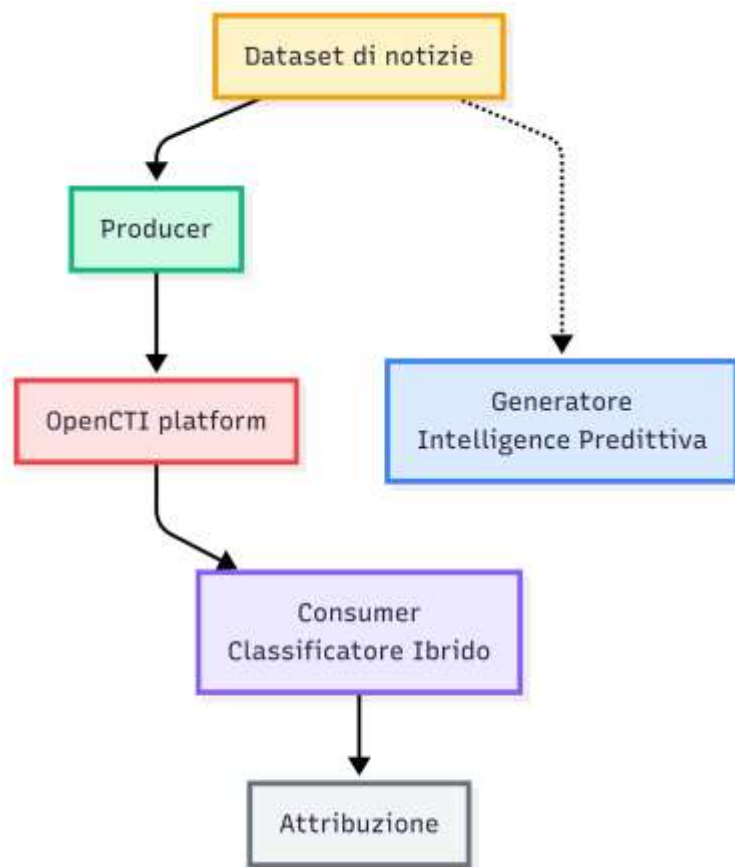 Dataset di notizie
Producer
OpenCTI platform
Generatore
Intelligence Predittiva
Consumer
Classificatore Ibrido
Attribuzione